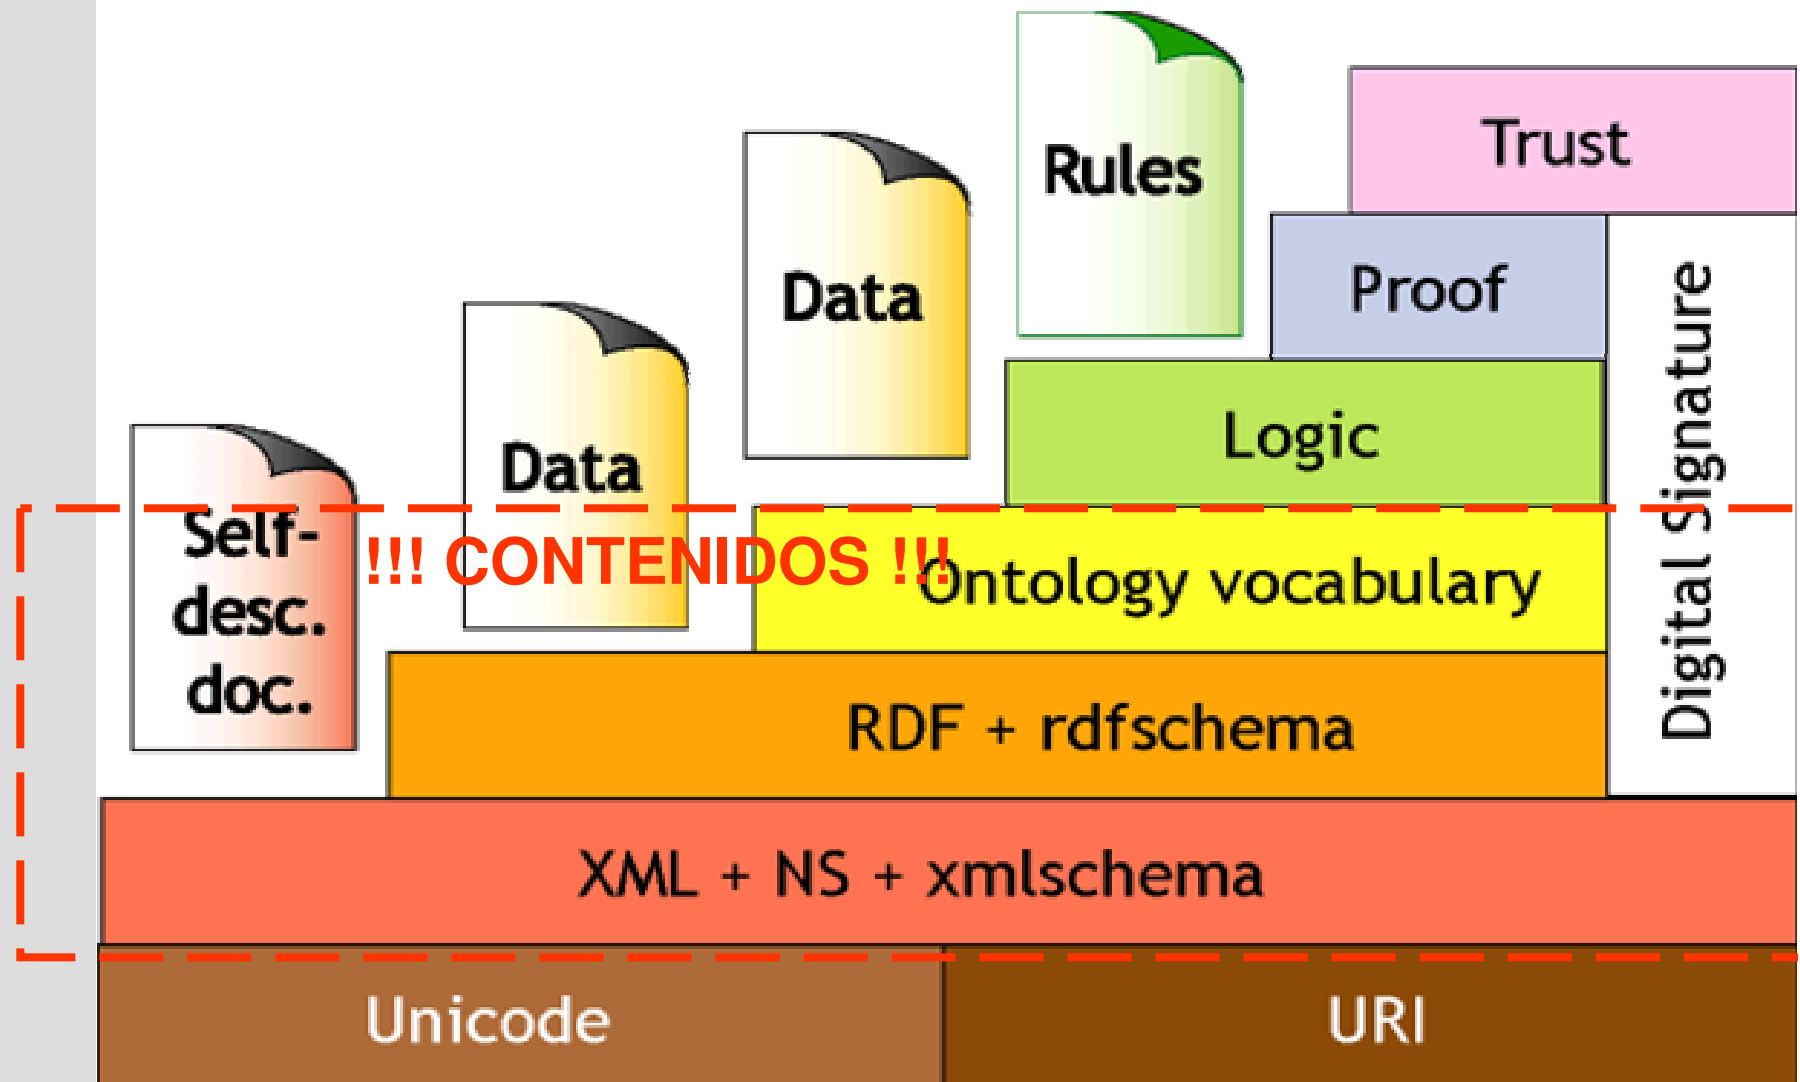 Trust
Rules
Proof
Data
Logic
Data
Digital Signature
Self-
desc.
doc.
!!! CONTENIDOS !!!
Ontology vocabulary
RDF + rdfschema
XML + NS + xmlschema
Unicode
URI